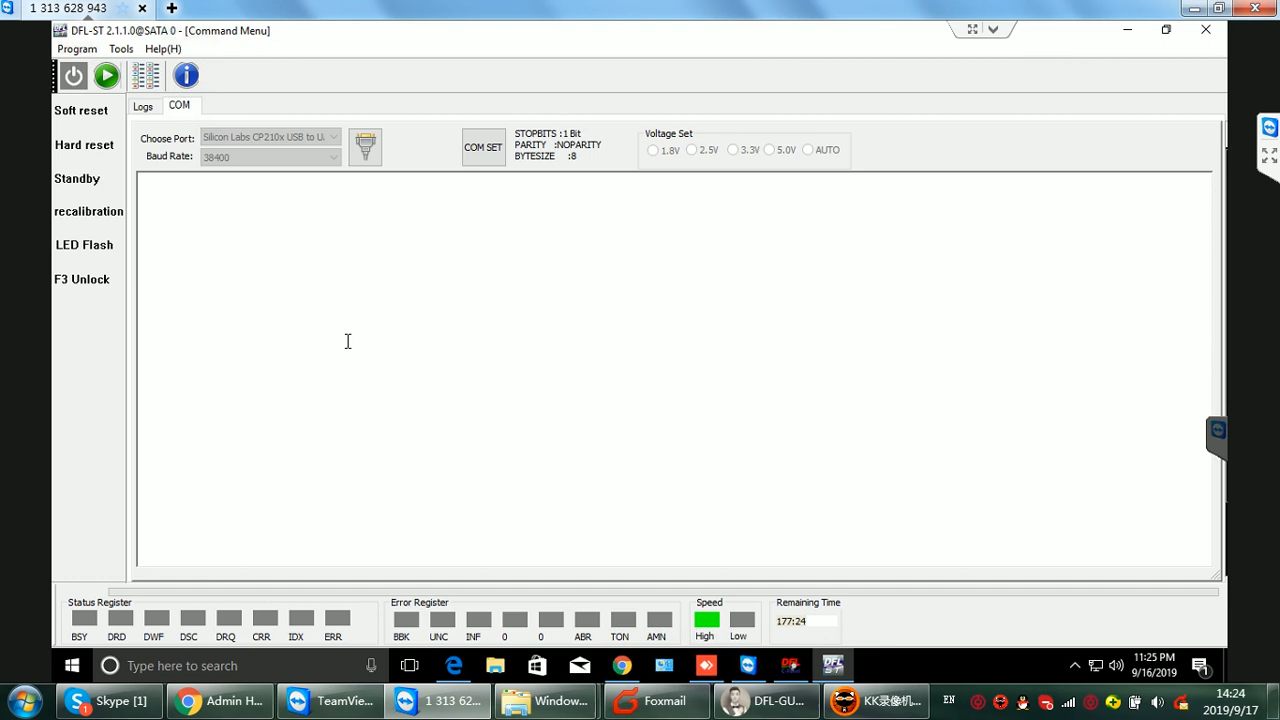 1 313 628 943
DFL-ST 2.1.1.0@SATA 0 - [Command Menu]
Program Tools Help(H)
Soft reset
Hard reset
Standby
recalibration
LED Flash
F3 Unlock
Logs COM
Choose Port: Silicon Labs CP210x USB to U
Baud Rate: 38400
COM SET
STOPBITS :1 Bit
PARITY :NOPARITY
BYTESIZE :8
Voltage Set
1.8V 2.5V 3.3V 5.0V AUTO
Status Register
BSY DRD DWF DSC DRQ CRR IDX ERR
Error Register
BBK UNC INF 0 0 ABR TON AMN
Speed
High Low
Remaining Time
177:24
Type here to search
DFL
DFL ST
11:25 PM
9/16/2019
1
Skype [1] Admin H... TeamVie... 1 313 62... Window... Foxmail DFL-GU... KK录像机... EN
14:24
2019/9/17